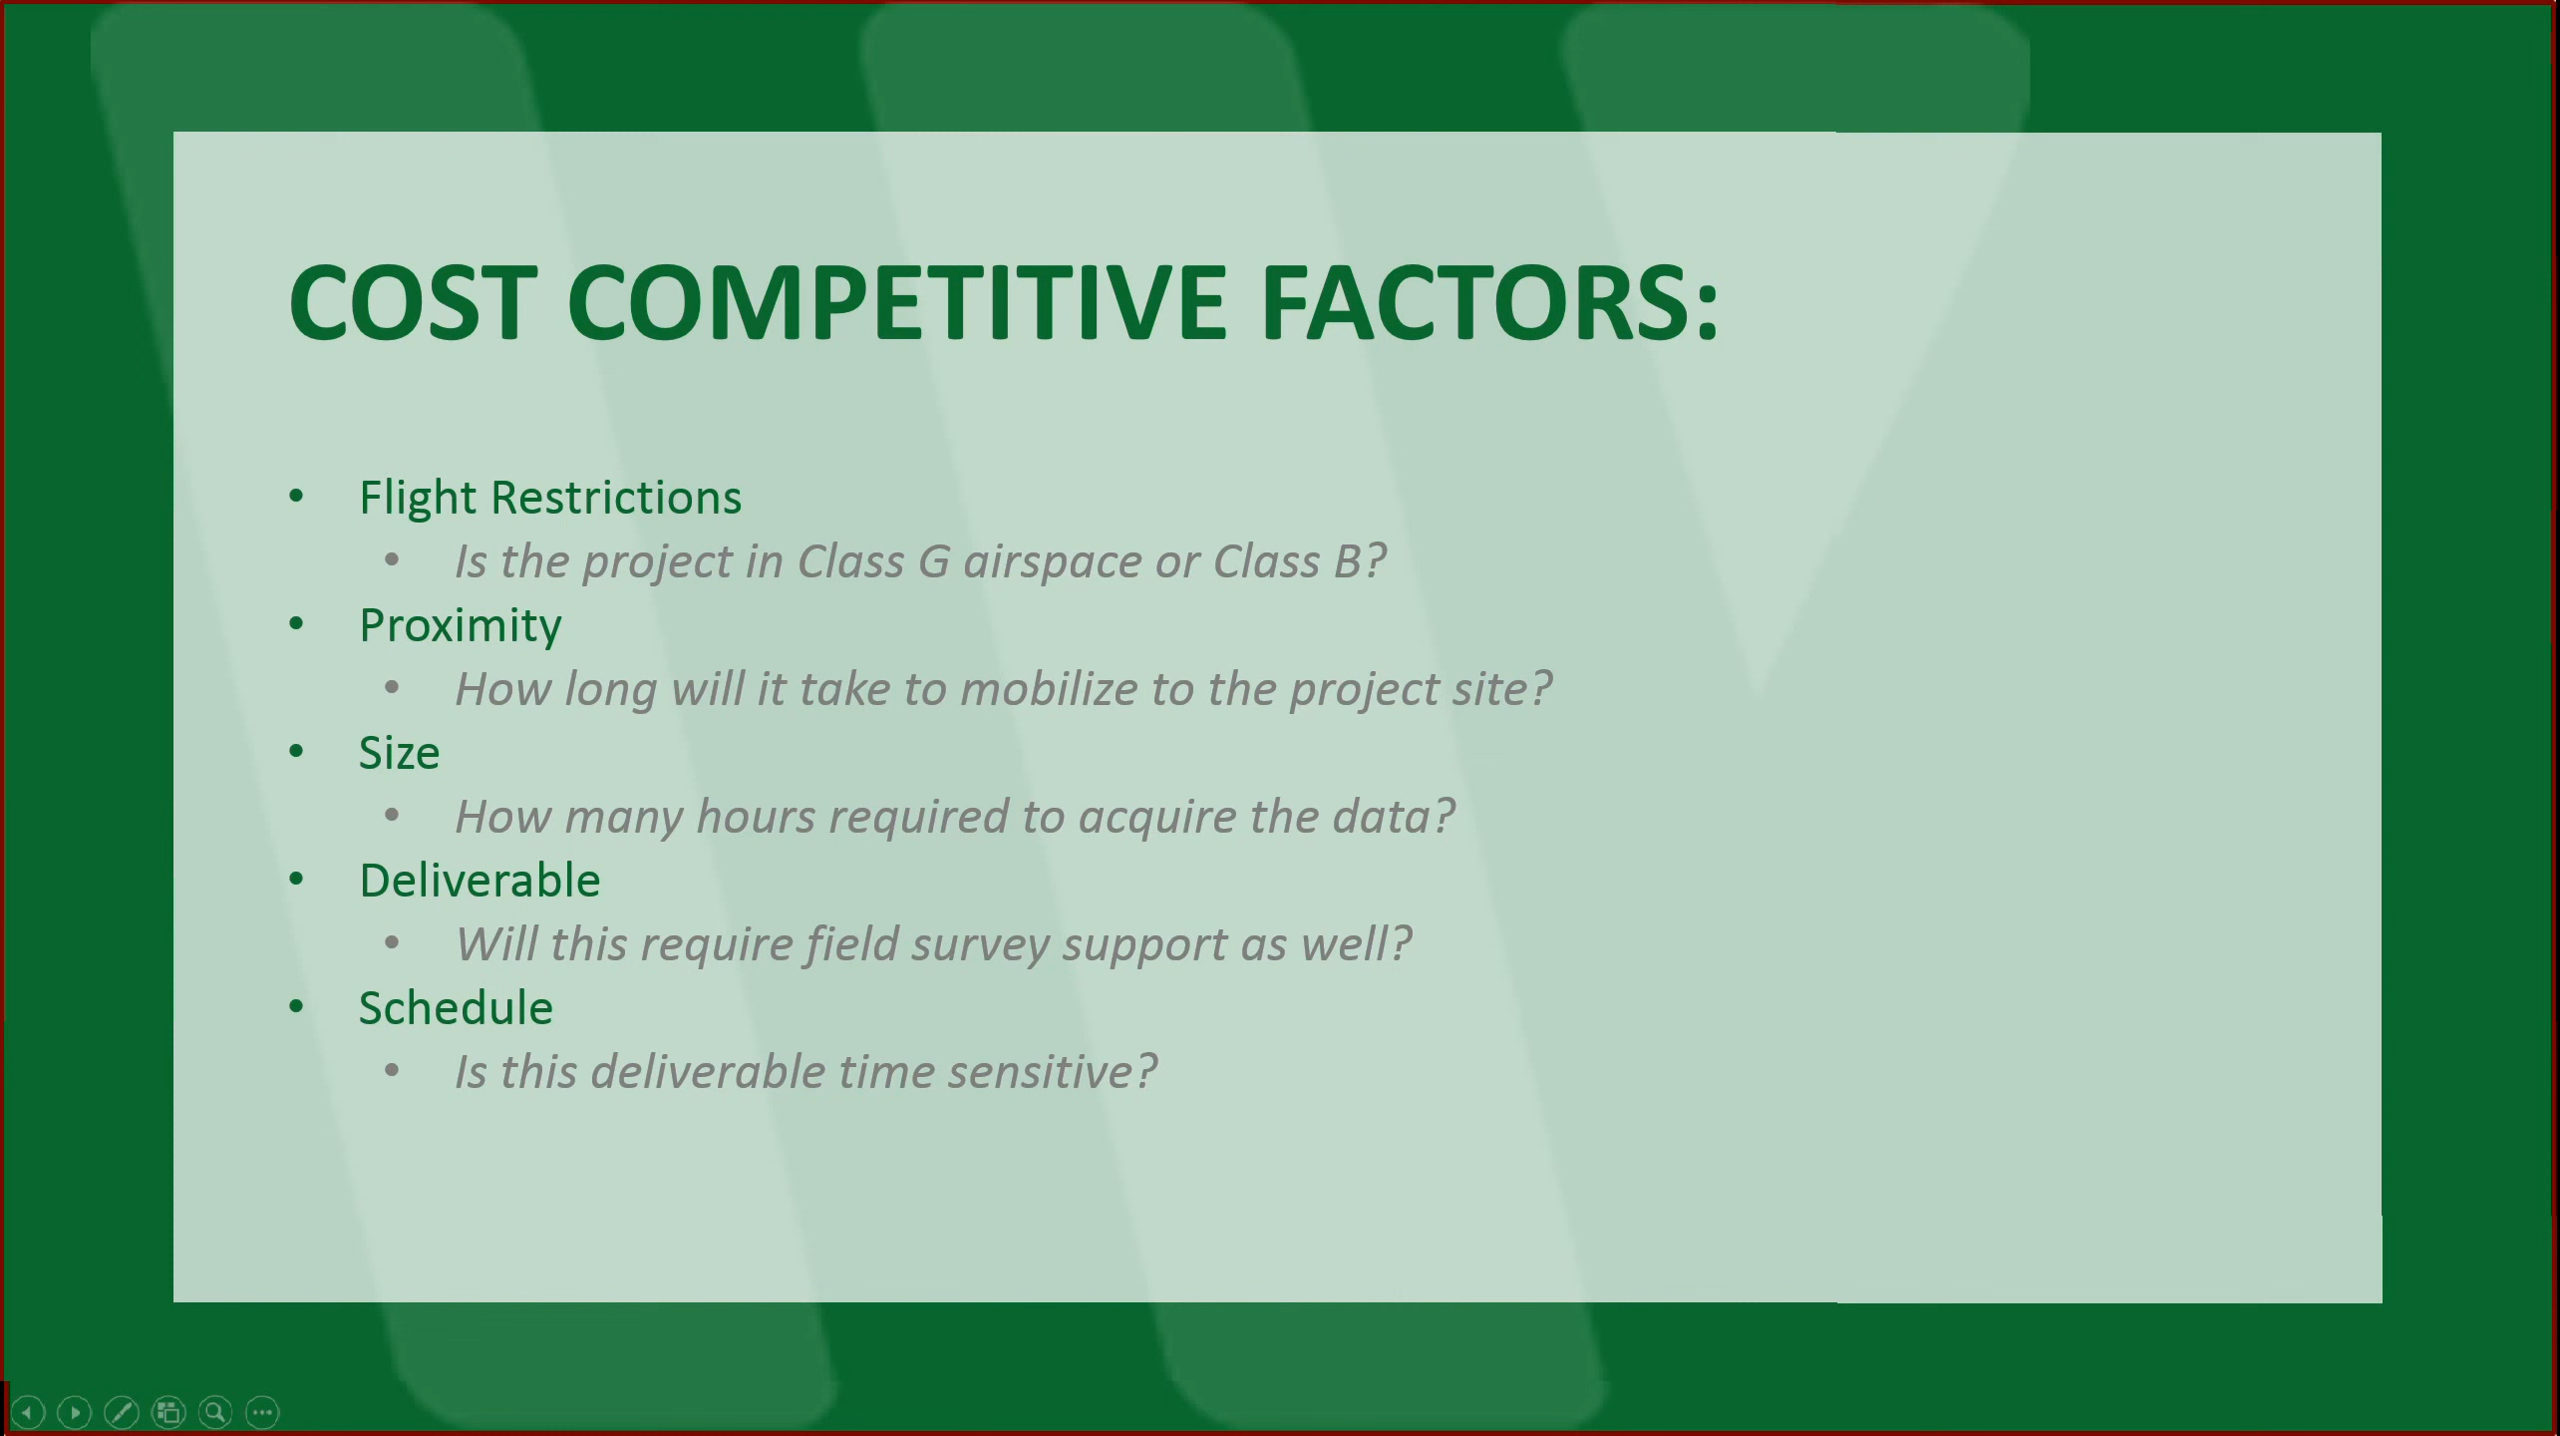 COST COMPETITIVE FACTORS:
• Flight Restrictions
• Is the project in Class G airspace or Class B?
• Proximity
• How long will it take to mobilize to the project site?
• Size
• How many hours required to acquire the data?
• Deliverable
• Will this require field survey support as well?
• Schedule
• Is this deliverable time sensitive?